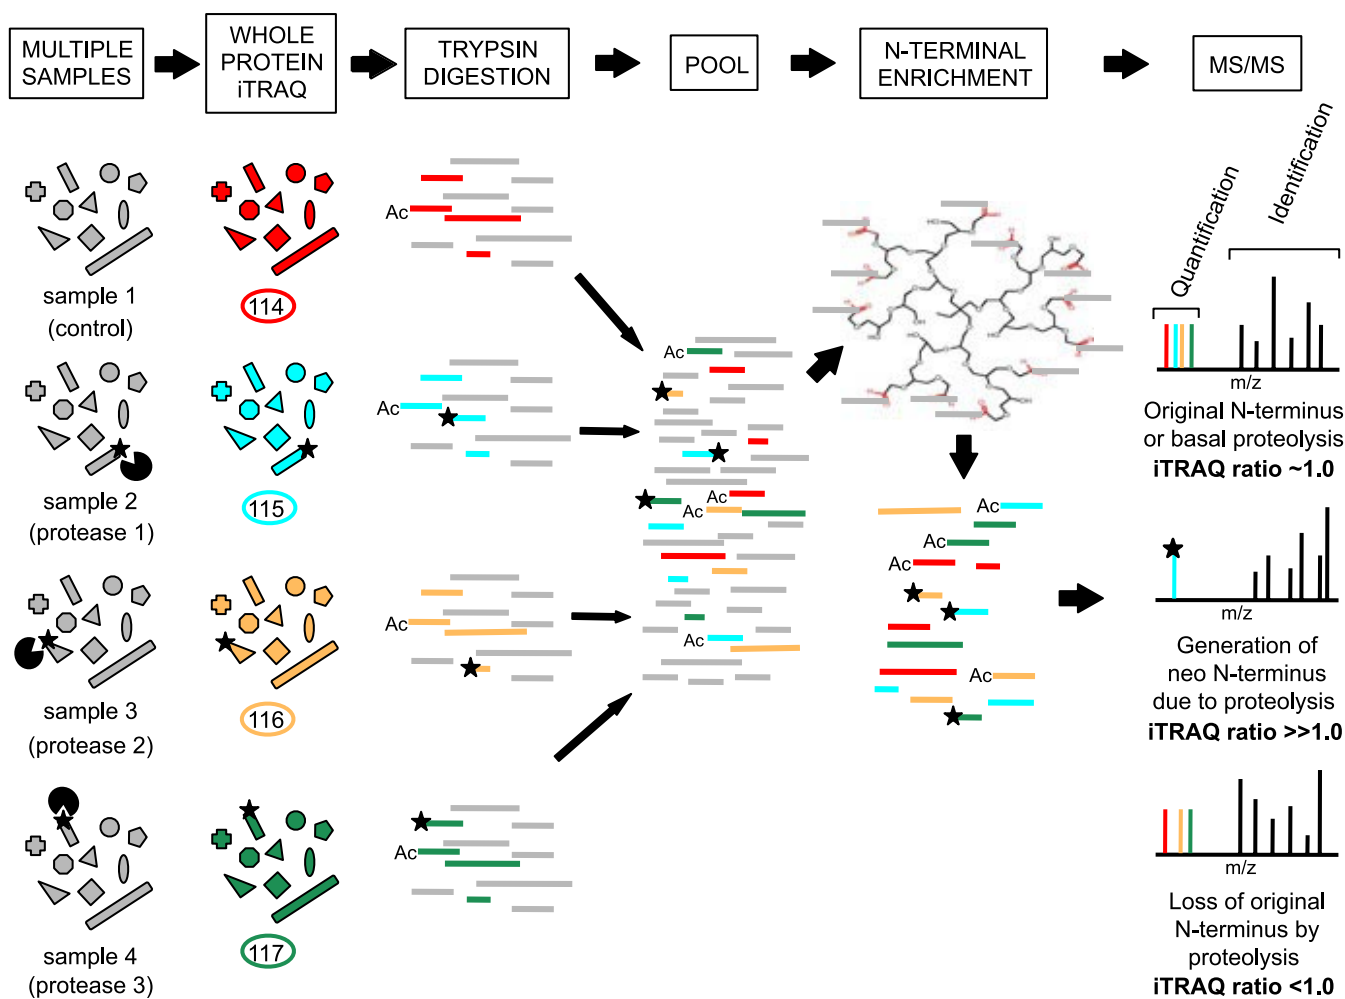 MULTIPLE
SAMPLES
WHOLE
PROTEIN
iTRAQ
TRYPSIN
DIGESTION
POOL
N-TERMINAL
ENRICHMENT
MS/MS
sample 1
(control)
114
Ac
sample 2
(protease 1)
115
Ac
sample 3
(protease 2)
116
Ac
sample 4
(protease 3)
117
Ac
Ac
Ac
Ac
Ac
Ac
Ac
Ac
Ac
Quantification
Identification
m/z
Original N-terminus
or basal proteolysis
iTRAQ ratio ~1.0
m/z
Generation of
neo N-terminus
due to proteolysis
iTRAQ ratio >>1.0
m/z
Loss of original
N-terminus by
proteolysis
iTRAQ ratio <1.0